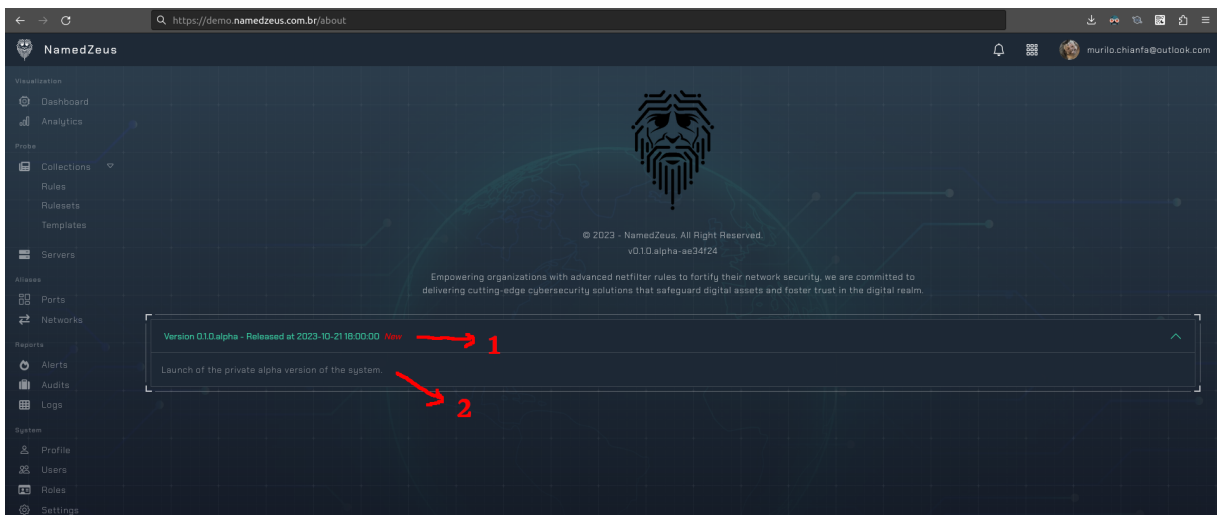 https://demo.namedzeus.com.br/about
NamedZeus
murilo.chianfa@outlook.com
Visualization
Dashboard
Analytics
Probe
Collections
Rules
Rulesets
Templates
Servers
Aliases
Ports
Networks
Reports
Alerts
Audits
Logs
System
Profile
Users
Roles
Settings
© 2023 - NamedZeus. All Right Reserved.
v0.1.0.alpha-ae34f24
Empowering organizations with advanced netfilter rules to fortify their network security, we are committed to
delivering cutting-edge cybersecurity solutions that safeguard digital assets and foster trust in the digital realm.
Version 0.1.0.alpha - Released at 2023-10-21 18:00:00 Now
1
Launch of the private alpha version of the system.
2